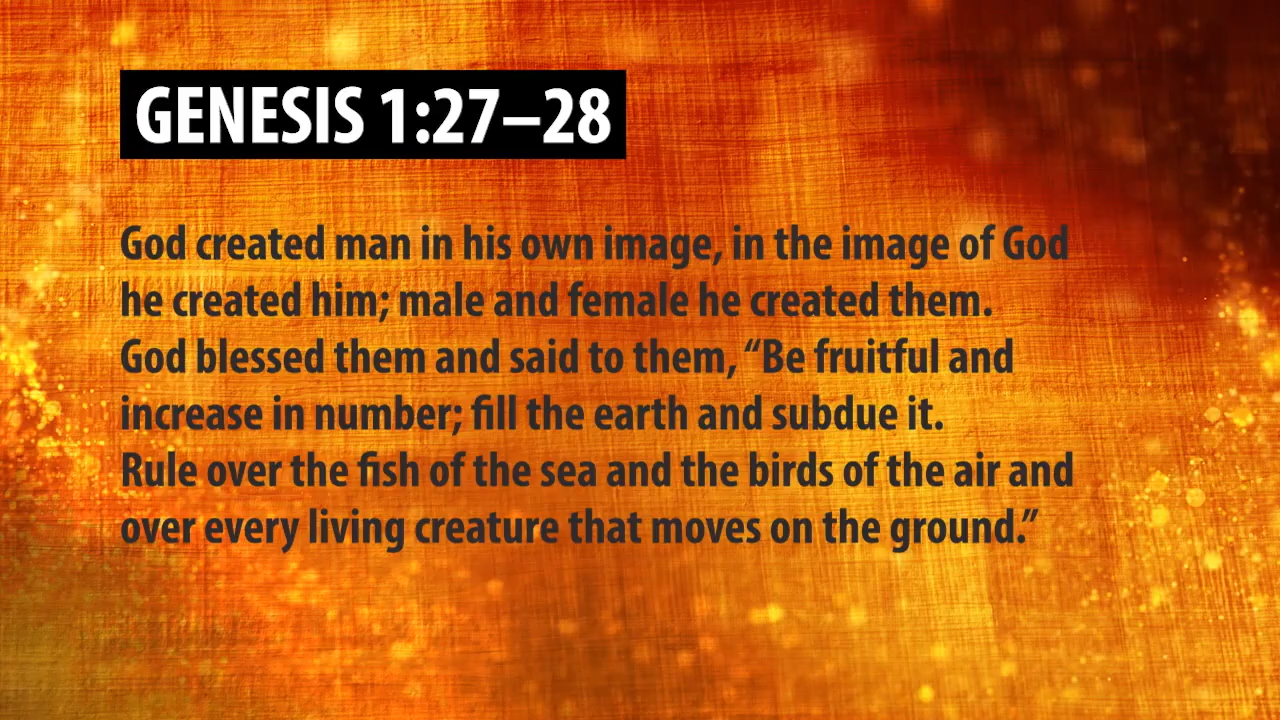 GENESIS 1:27–28
God created man in his own image, in the image of God
he created him; male and female he created them.
God blessed them and said to them, “Be fruitful and
increase in number; fill the earth and subdue it.
Rule over the fish of the sea and the birds of the air and
over every living creature that moves on the ground.”